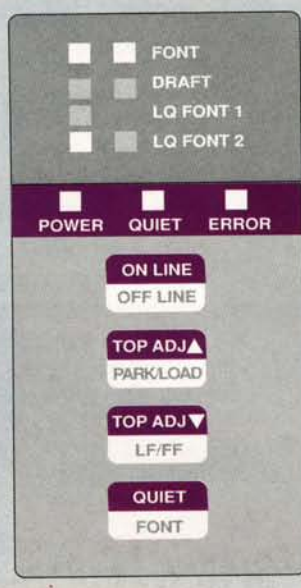 FONT
DRAFT
LQ FONT 1
LQ FONT 2
POWER QUIET ERROR
ON LINE
OFF LINE
TOP ADJ▲
PARK/LOAD
TOP ADJ▼
LF/FF
QUIET
FONT